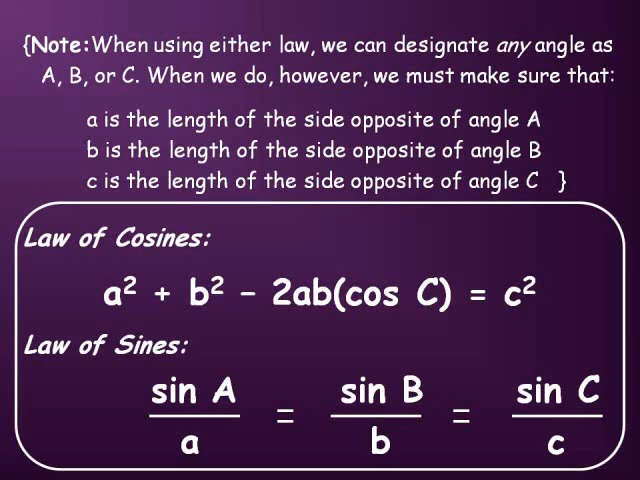 {Note:When using either law, we can designate any angle as
A, B, or C. When we do, however, we must make sure that:
a is the length of the side opposite of angle A
b is the length of the side opposite of angle B
c is the length of the side opposite of angle C }
Law of Cosines:
a² + b² – 2ab(cos C) = c²
Law of Sines:
sin A / a = sin B / b = sin C / c